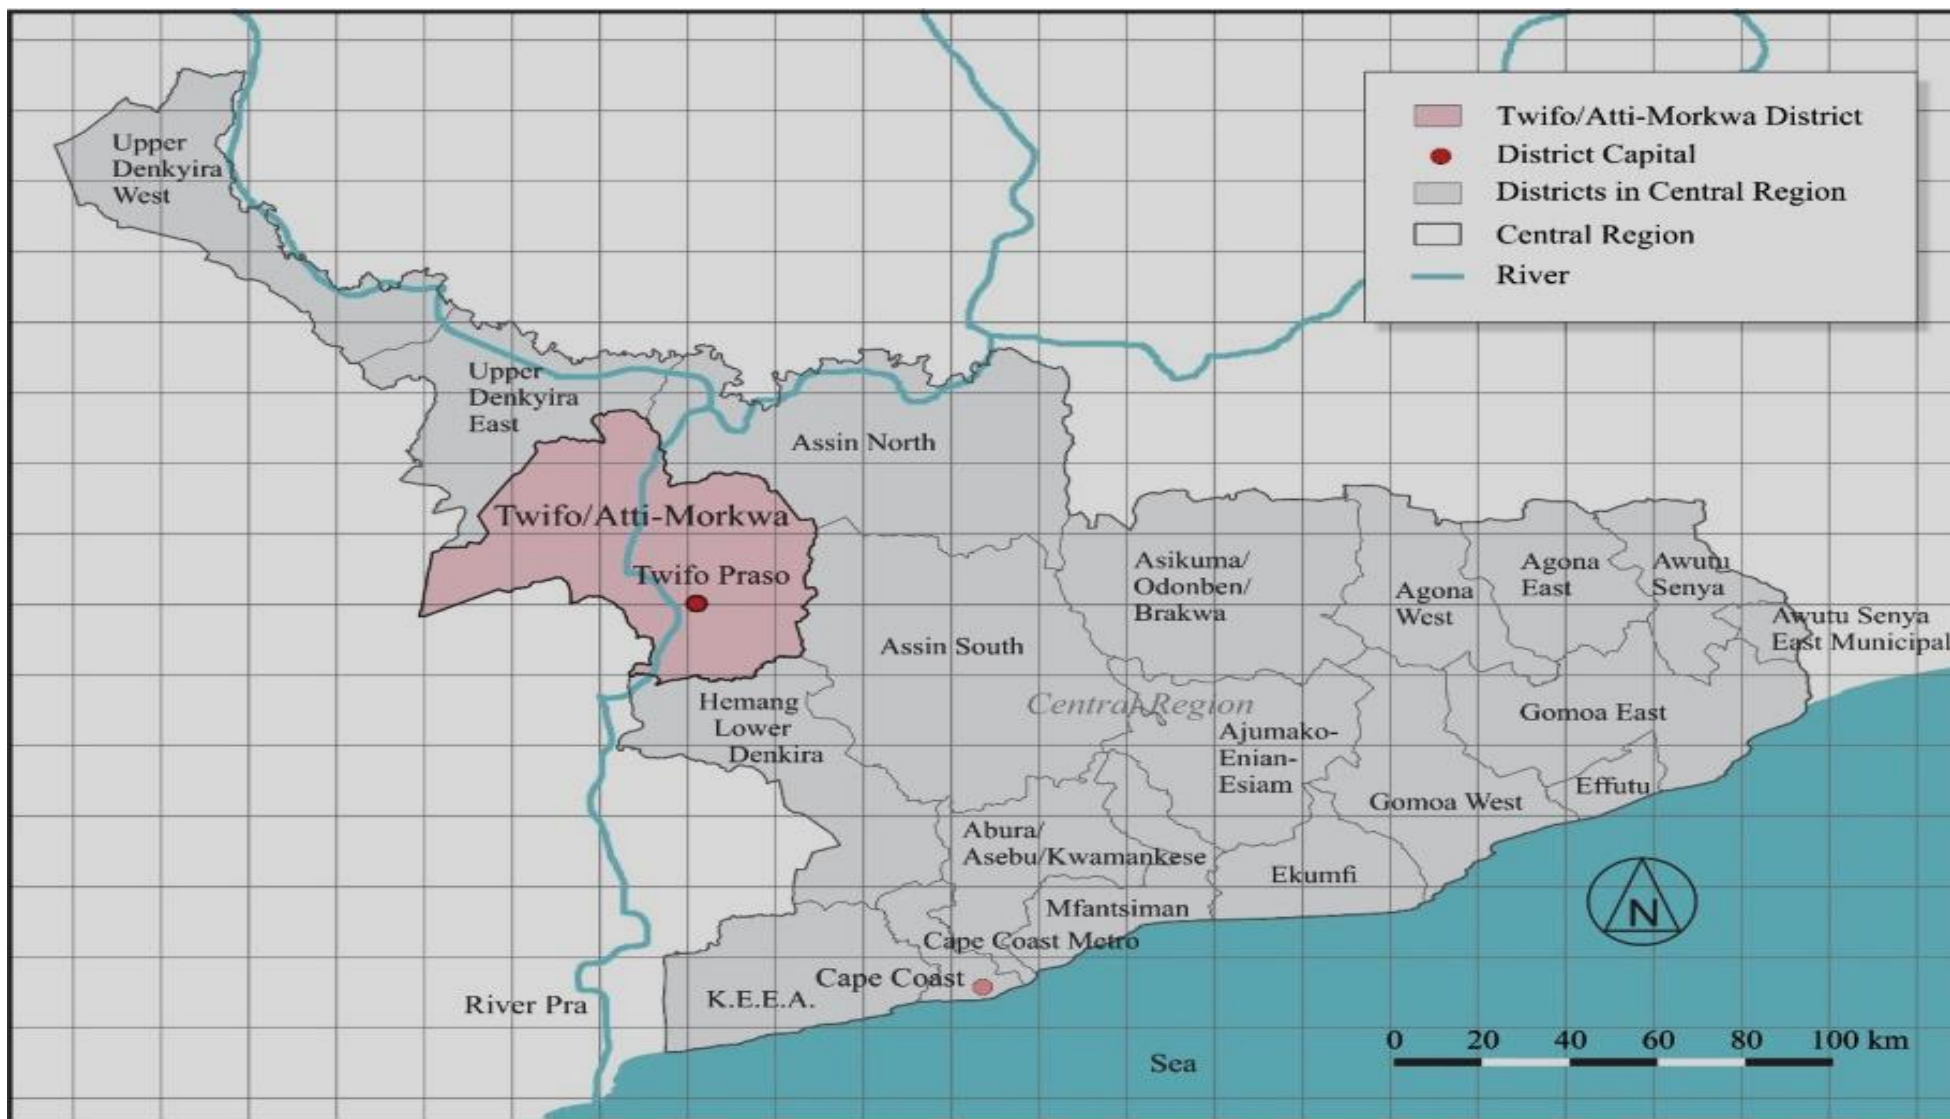 Twifo/Atti-Morkwa District
District Capital
Districts in Central Region
Central Region
River
Upper
Denkyira
West
Upper
Denkyira
East
Assin North
Twifo/Atti-Morkwa
Twifo Praso
Asikuma/
Odonben/
Brakwa
Agona
West
Agona
East
Awutu
Senya
Awutu Senya
East Municipal
Assin South
Central Region
Hemang
Lower
Denkira
Ajumako-
Enian-
Esiam
Gomoa East
Gomoa West
Effutu
Abura/
Asebu/Kwamankese
Ekumfi
Mfantsiman
Cape Coast Metro
Cape Coast
K.E.E.A.
River Pra
Sea
N
0 20 40 60 80 100 km